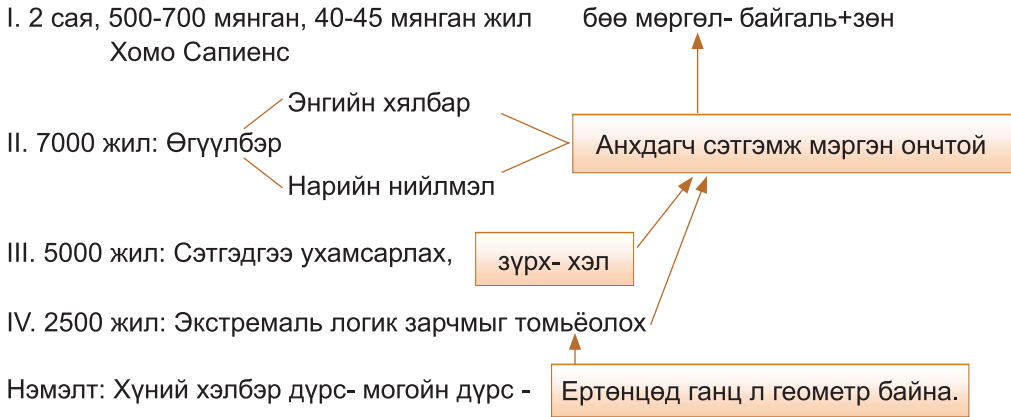 I. 2 сая, 500-700 мянган, 40-45 мянган жил бөө мөргөл- байгаль+зөн
Хомо Сапиенс
Энгийн хялбар
II. 7000 жил: Өгүүлбэр
Анхдагч сэтгэмж мэргэн ончтой
Нарийн нийлмэл
III. 5000 жил: Сэтгэдгээ ухамсарлах, зүрх- хэл
IV. 2500 жил: Экстремаль логик зарчмыг томьёолох
Нэмэлт: Хүний хэлбэр дүрс- могойн дүрс - Ертөнцөд ганц л геометр байна.